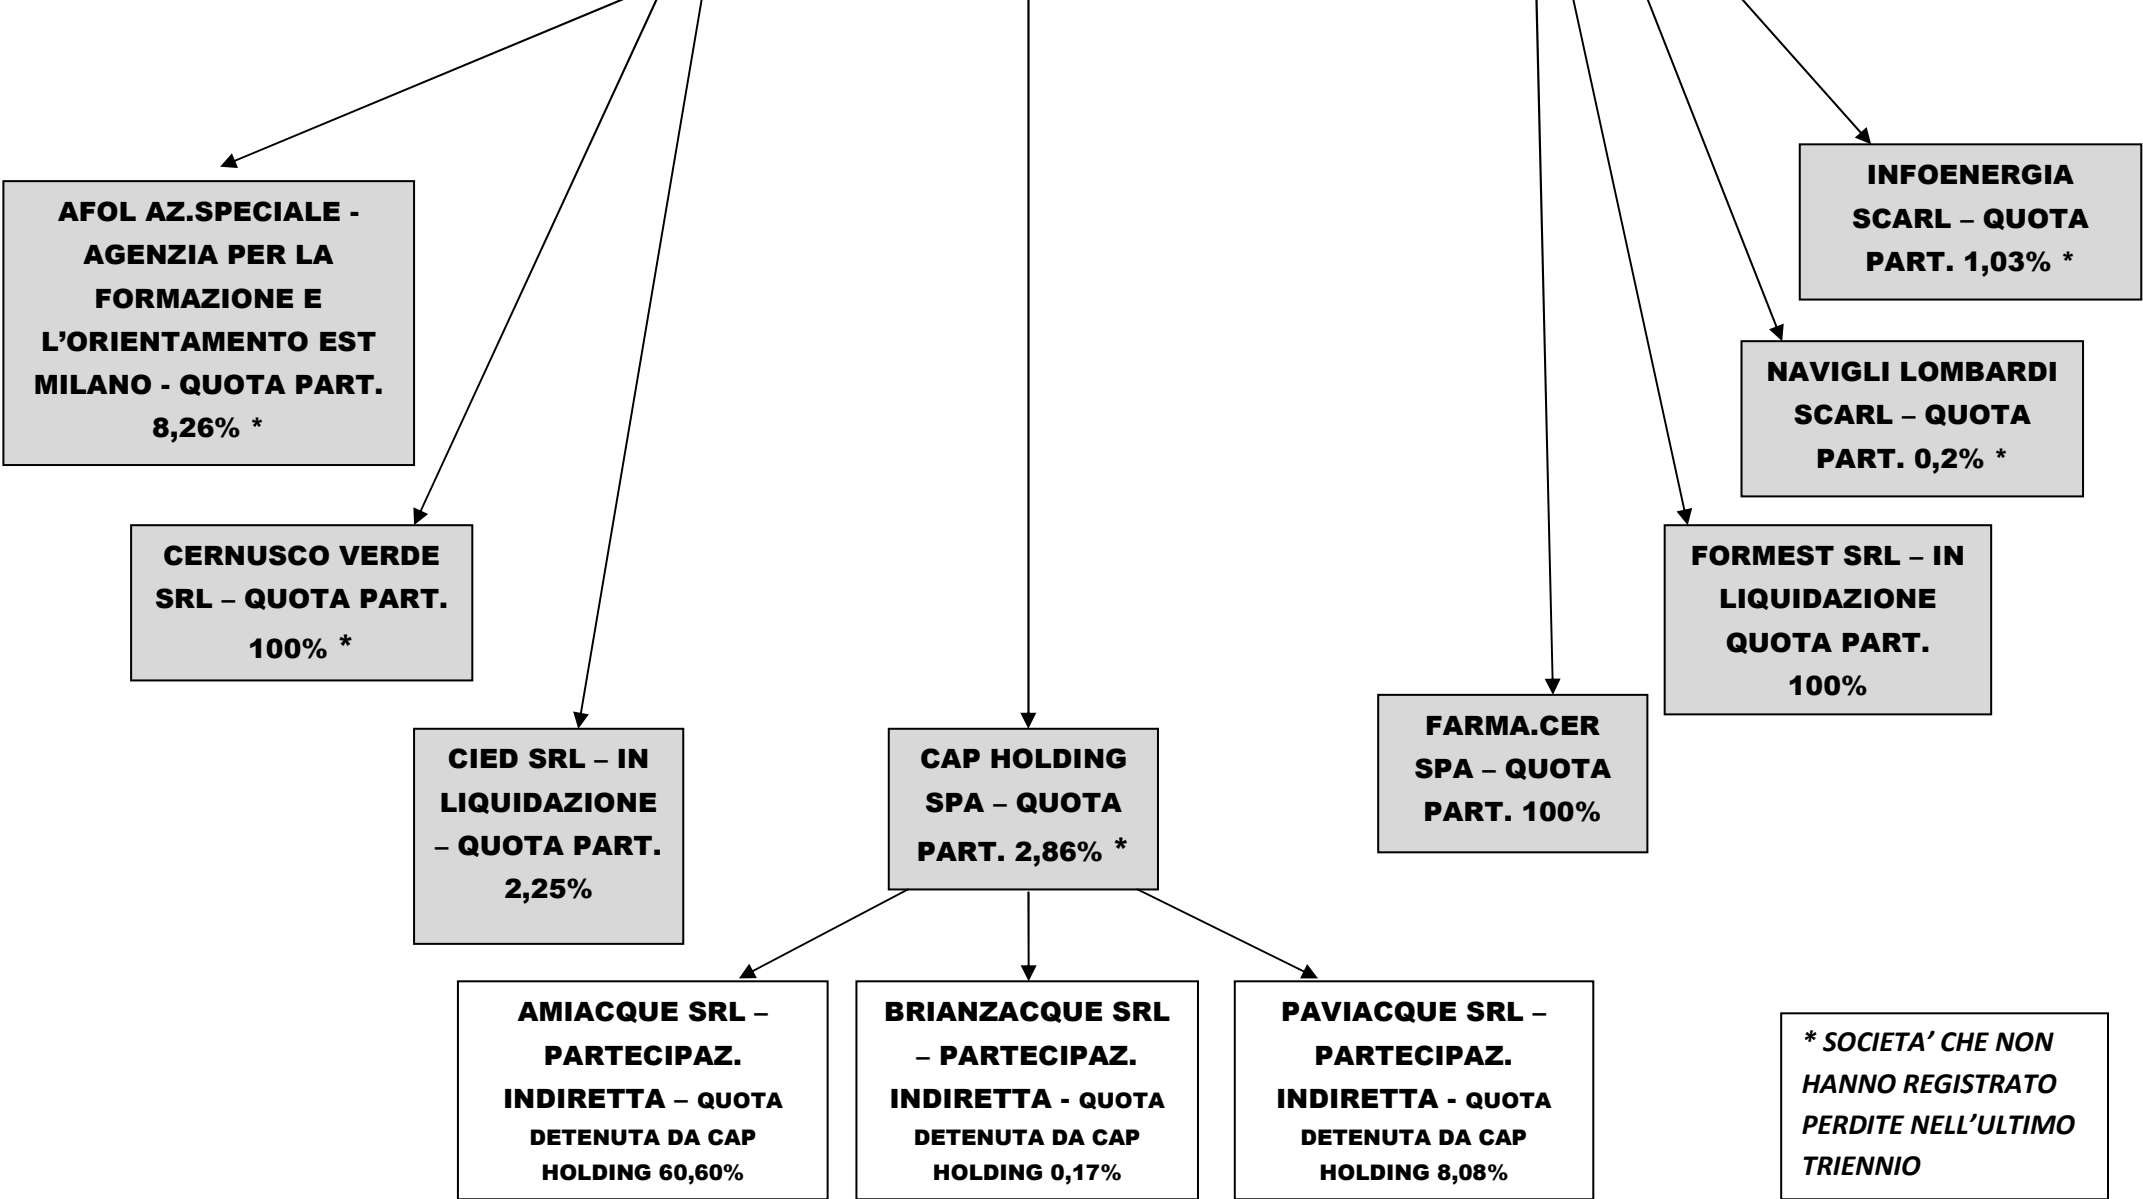 AFOL AZ.SPECIALE -
AGENZIA PER LA
FORMAZIONE E
L’ORIENTAMENTO EST
MILANO - QUOTA PART.
8,26% *
INFOENERGIA
SCARL – QUOTA
PART. 1,03% *
NAVIGLI LOMBARDI
SCARL – QUOTA
PART. 0,2% *
CERNUSCO VERDE
SRL – QUOTA PART.
100% *
FORMEST SRL – IN
LIQUIDAZIONE
QUOTA PART.
100%
CIED SRL – IN
LIQUIDAZIONE
– QUOTA PART.
2,25%
CAP HOLDING
SPA – QUOTA
PART. 2,86% *
FARMA.CER
SPA – QUOTA
PART. 100%
AMIACQUE SRL –
PARTECIPAZ.
INDIRETTA – QUOTA
DETENUTA DA CAP
HOLDING 60,60%
BRIANZACQUE SRL
– PARTECIPAZ.
INDIRETTA - QUOTA
DETENUTA DA CAP
HOLDING 0,17%
PAVIACQUE SRL –
PARTECIPAZ.
INDIRETTA - QUOTA
DETENUTA DA CAP
HOLDING 8,08%
* SOCIETA’ CHE NON
HANNO REGISTRATO
PERDITE NELL’ULTIMO
TRIENNIO